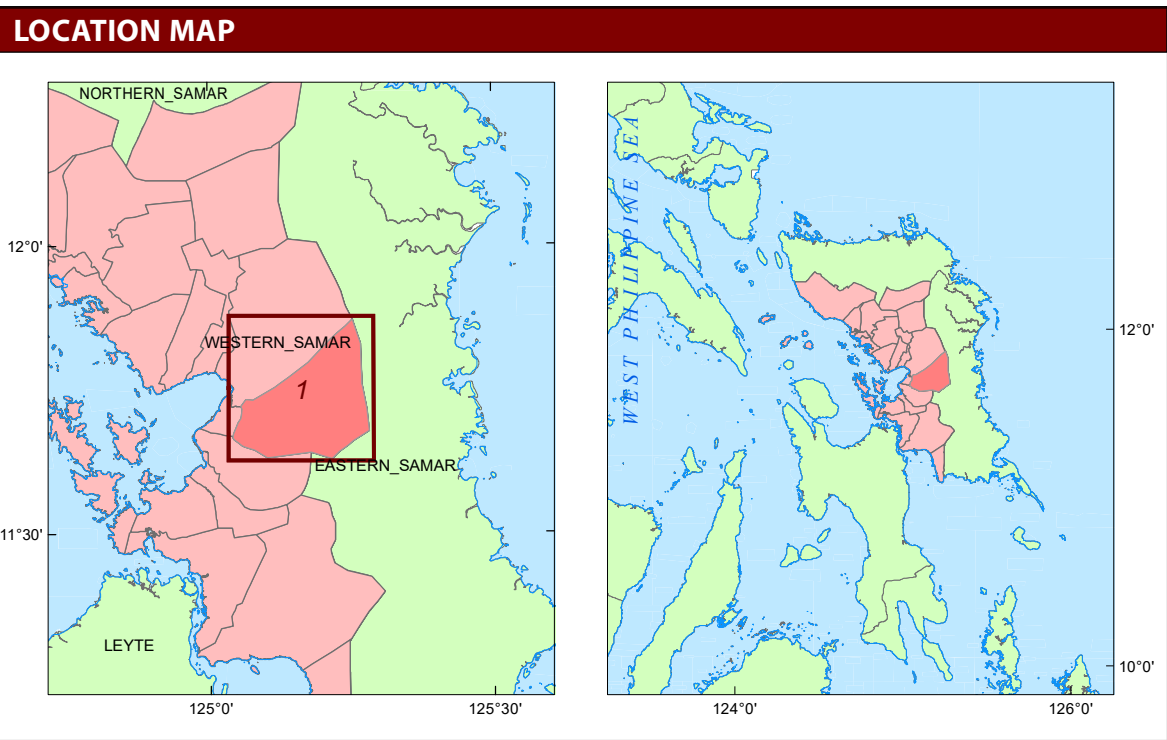 LOCATION MAP
NORTHERN_SAMAR
12°0'
WESTERN_SAMAR
1
EASTERN_SAMAR
11°30'
LEYTE
125°0'
125°30'
WEST PHILIPPINE SEA
12°0'
10°0'
124°0'
126°0'